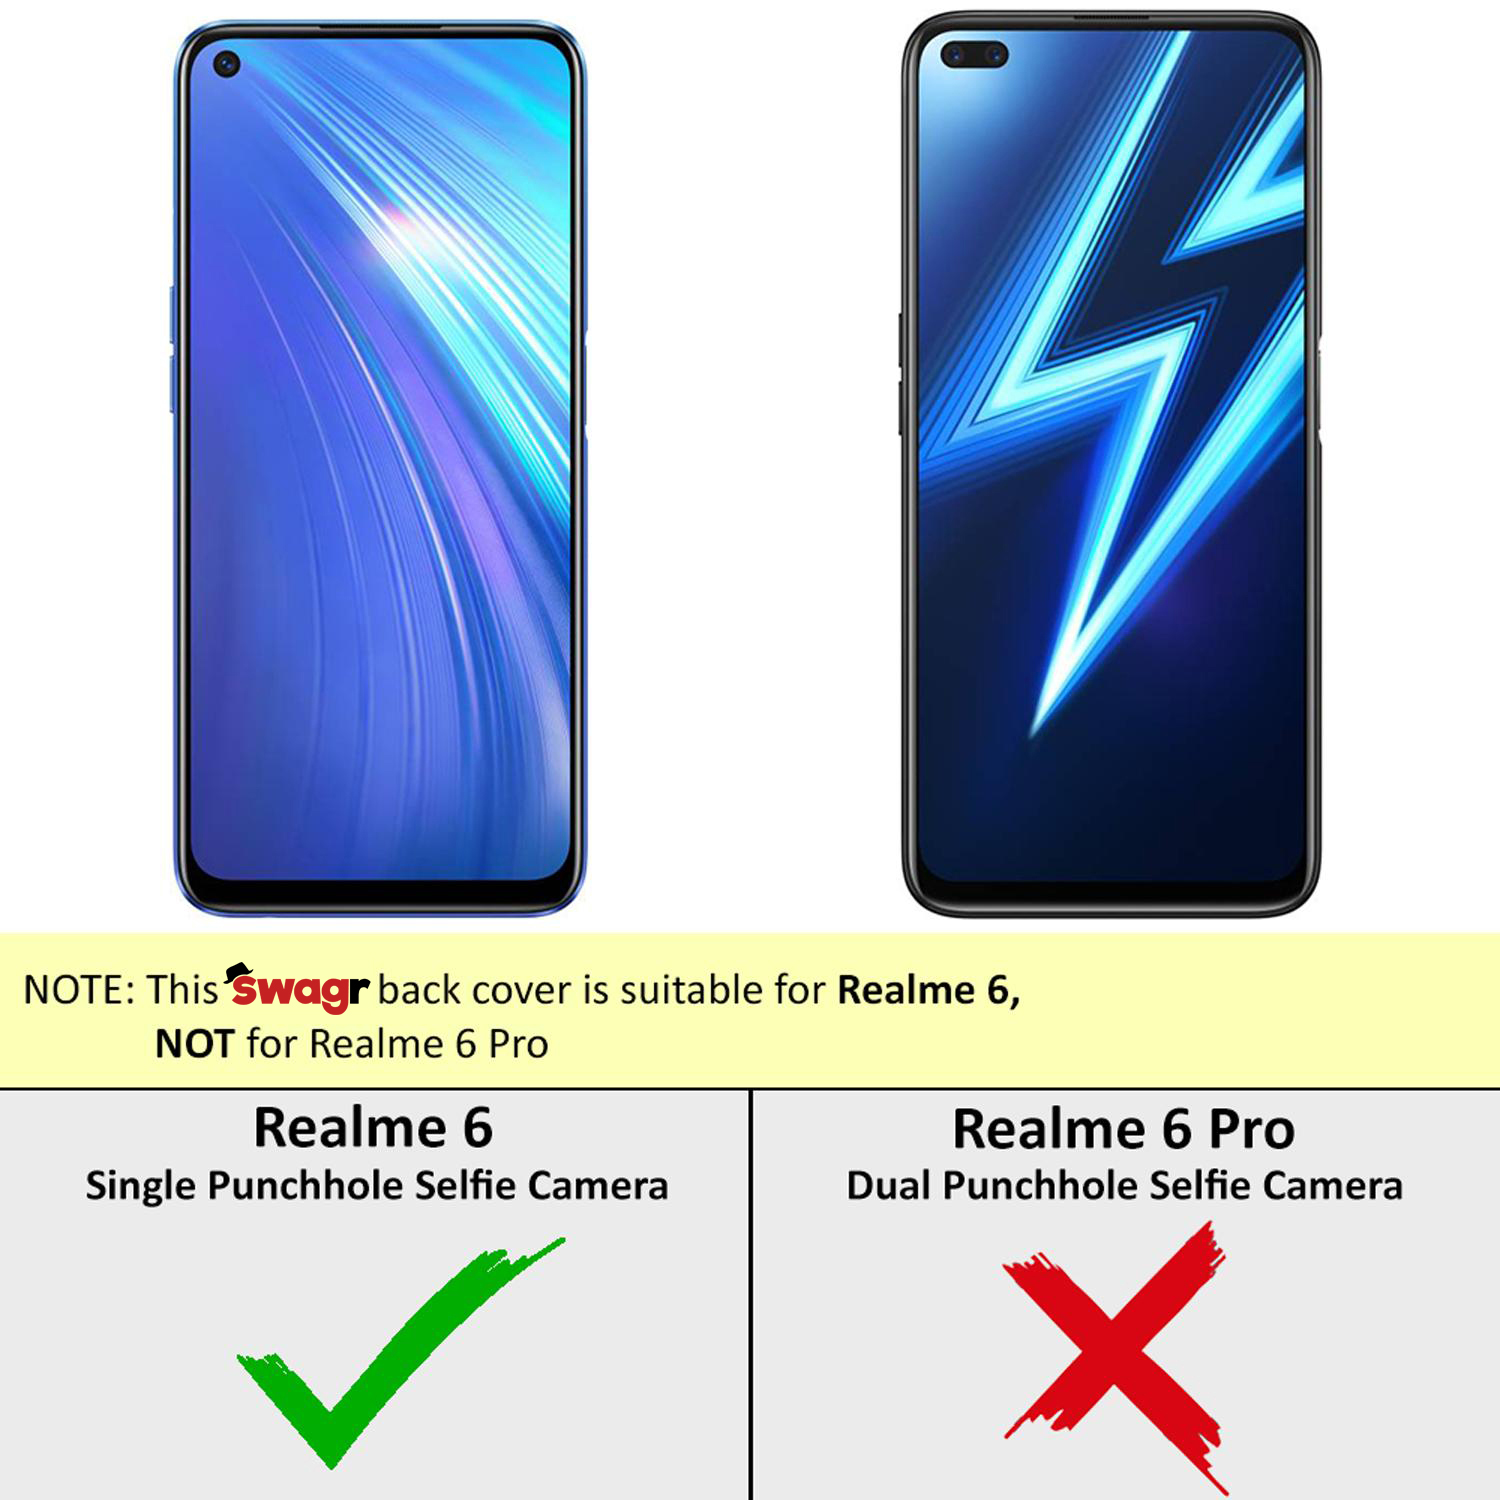 NOTE: This swagr back cover is suitable for Realme 6,
NOT for Realme 6 Pro
Realme 6
Single Punchhole Selfie Camera
Realme 6 Pro
Dual Punchhole Selfie Camera